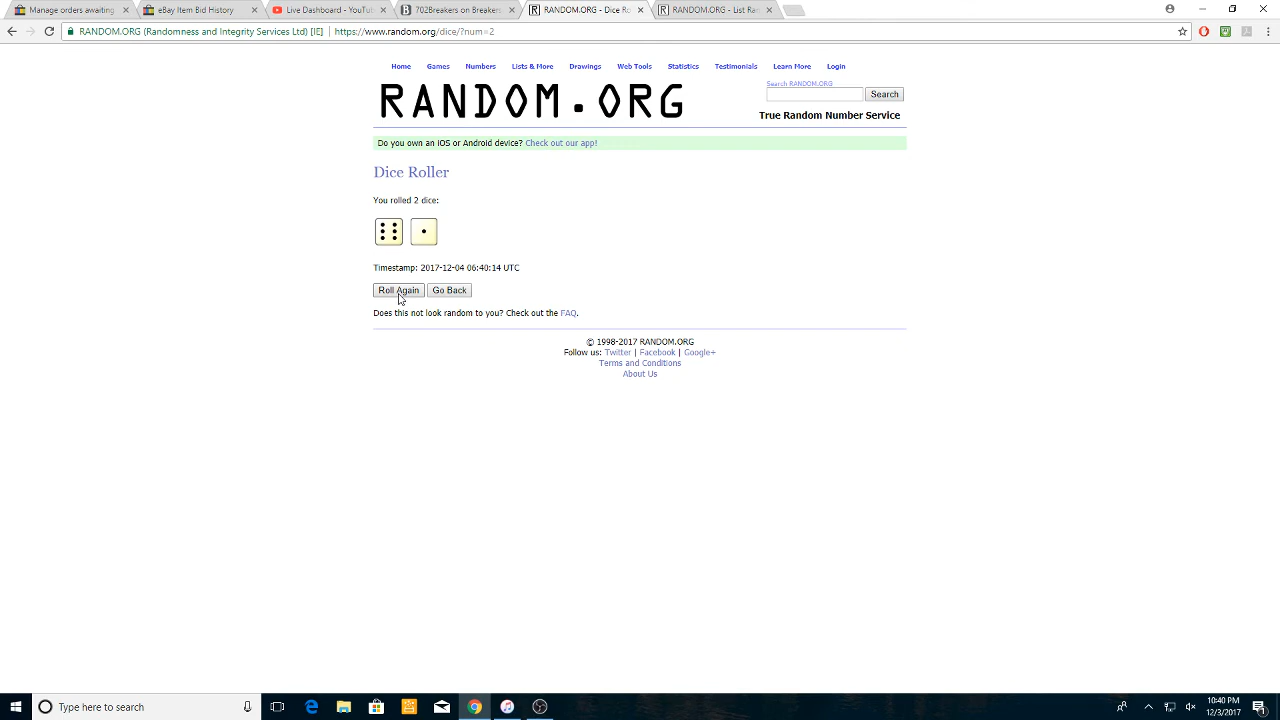 Manage orders awaiting
eBay Item Bid History
Live Dashboard - YouTub
702Breakers on Breakers
RANDOM.ORG - Dice Ro
RANDOM.ORG - List Ran
RANDOM.ORG (Randomness and Integrity Services Ltd) [IE]
https://www.random.org/dice/?num=2
Home Games Numbers Lists & More Drawings Web Tools Statistics Testimonials Learn More Login
RANDOM.ORG
Search RANDOM.ORG
Search
True Random Number Service
Do you own an iOS or Android device? Check out our app!
Dice Roller
You rolled 2 dice:
Timestamp: 2017-12-04 06:40:14 UTC
Roll Again Go Back
Does this not look random to you? Check out the FAQ.
© 1998-2017 RANDOM.ORG
Follow us: Twitter | Facebook | Google+
Terms and Conditions
About Us
Type here to search
10:40 PM
12/3/2017
2